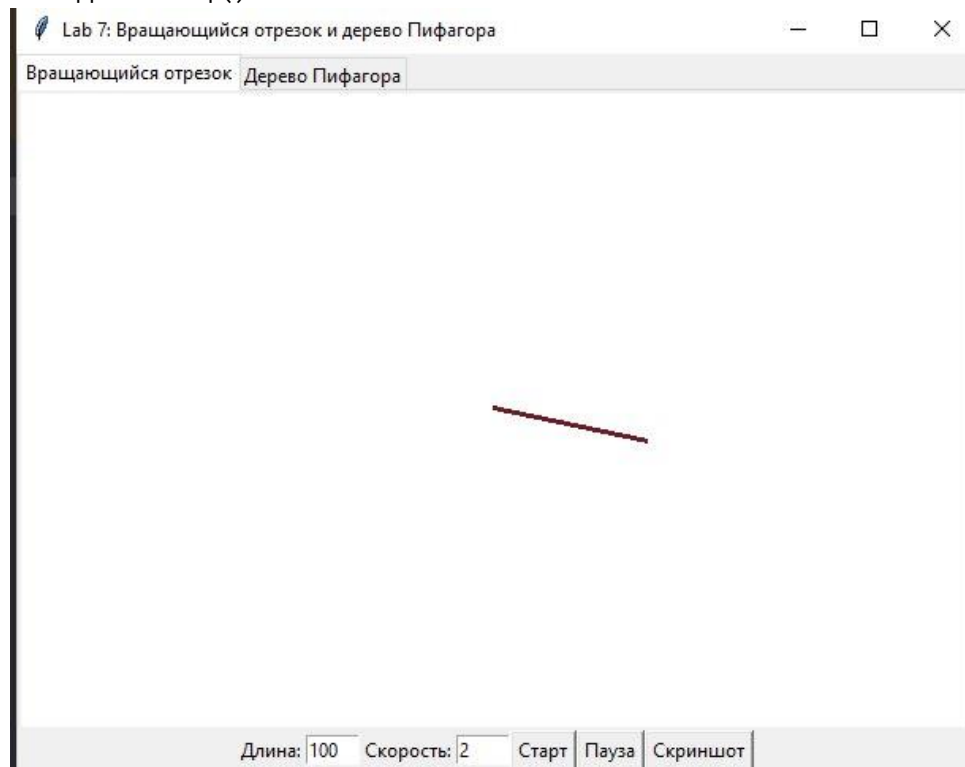 Lab 7: Вращающийся отрезок и дерево Пифагора
Вращающийся отрезок Дерево Пифагора
Длина: 100 Скорость: 2 Старт Пауза Скриншот